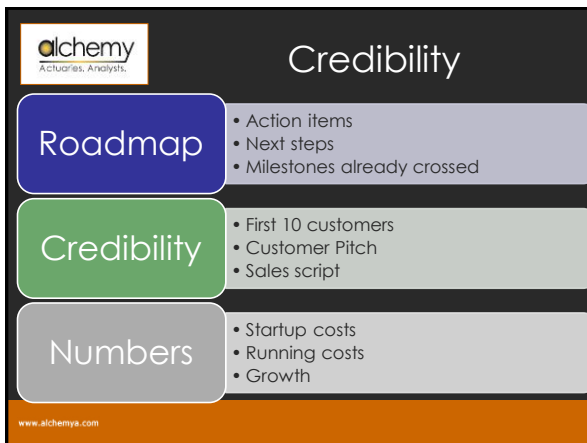 alchemy
Actuaries. Analysts.
Credibility
Roadmap
• Action items
• Next steps
• Milestones already crossed
Credibility
• First 10 customers
• Customer Pitch
• Sales script
Numbers
• Startup costs
• Running costs
• Growth
www.alchemya.com